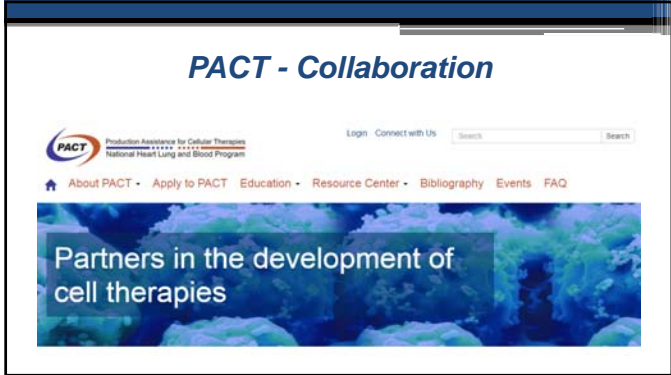 PACT - Collaboration
Login Connect with Us Search Search
PACT
Production Assistance for Cellular Therapies
National Heart Lung and Blood Program
About PACT Apply to PACT Education Resource Center Bibliography Events FAQ
Partners in the development of
cell therapies